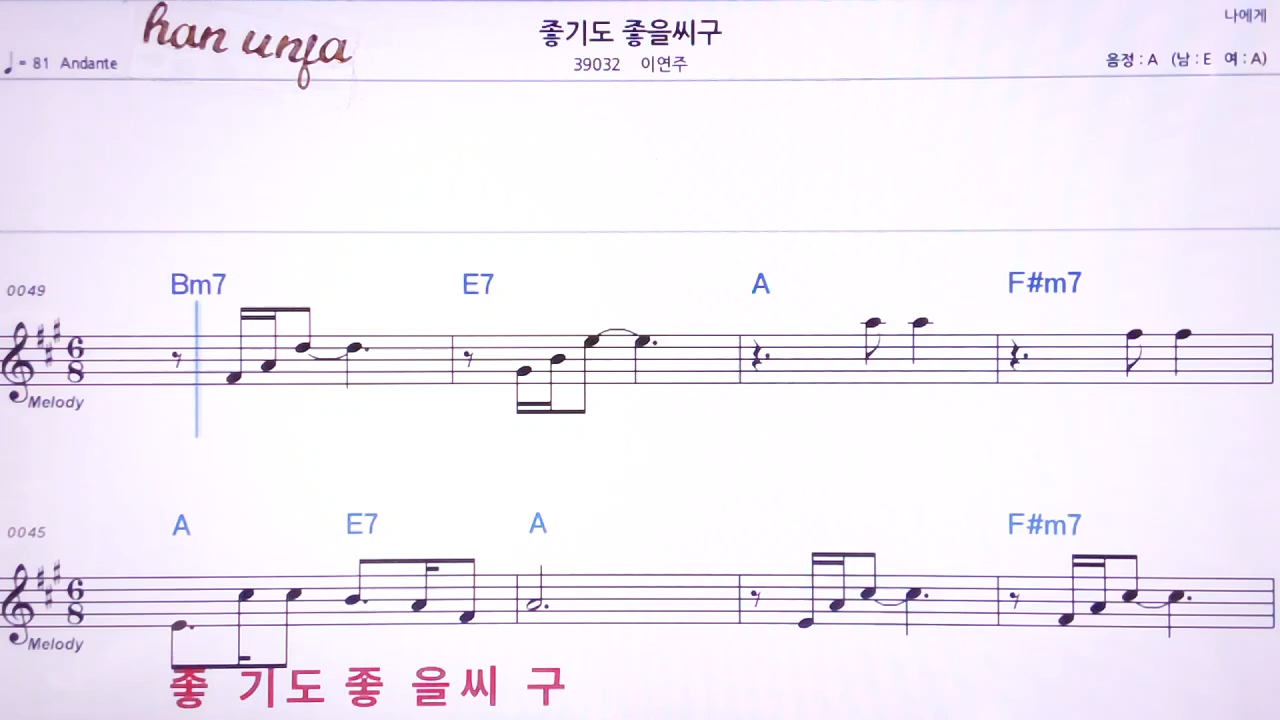 han unfa
좋기도 좋을씨구
나에게
♩= 81 Andante
39032 이연주
음정 : A (남 : E 여 : A)
Bm7 E7 A F#m7
0049
6
8
Melody
A E7 A F#m7
0045
6
8
Melody
좋 기도 좋 을씨 구